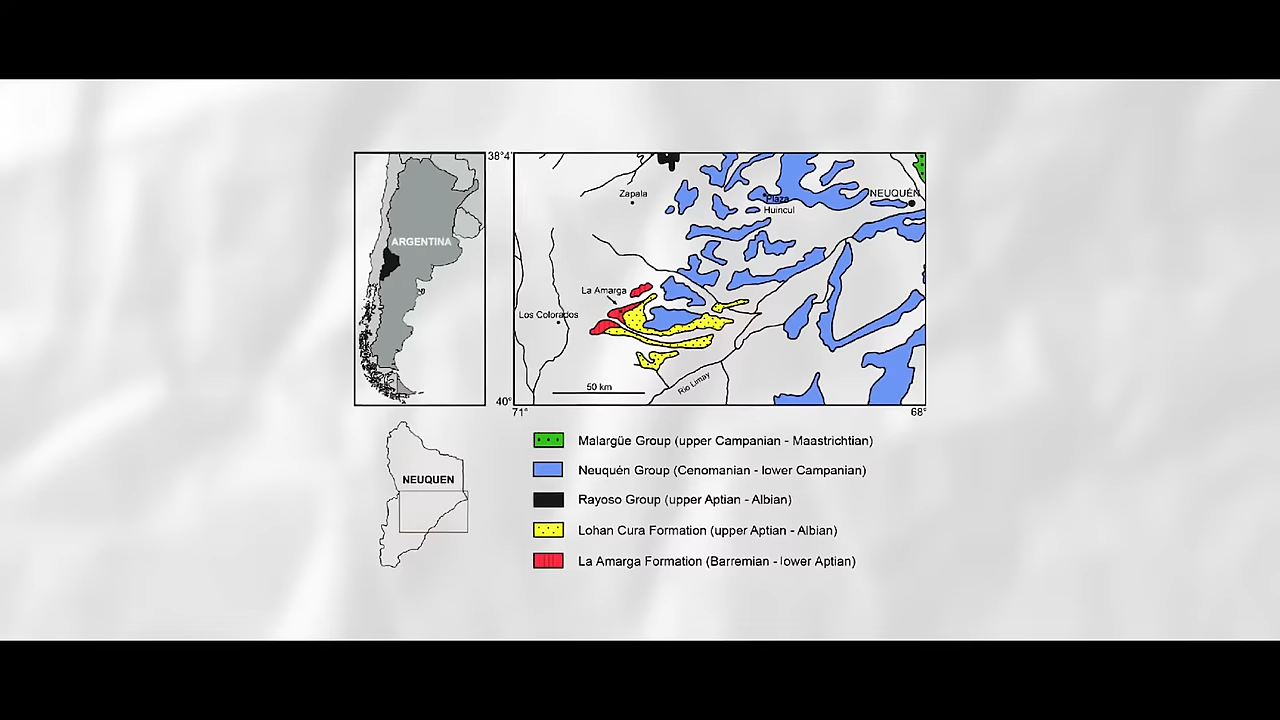 38°4'
Zapala
NEUQUÉN
Plaza
Huincul
ARGENTINA
La Amarga
Los Colorados
50 km
Rio Limay
40°
71°
68°
NEUQUEN
Malargüe Group (upper Campanian - Maastrichtian)
Neuquén Group (Cenomanian - lower Campanian)
Rayoso Group (upper Aptian - Albian)
Lohan Cura Formation (upper Aptian - Albian)
La Amarga Formation (Barremian - lower Aptian)